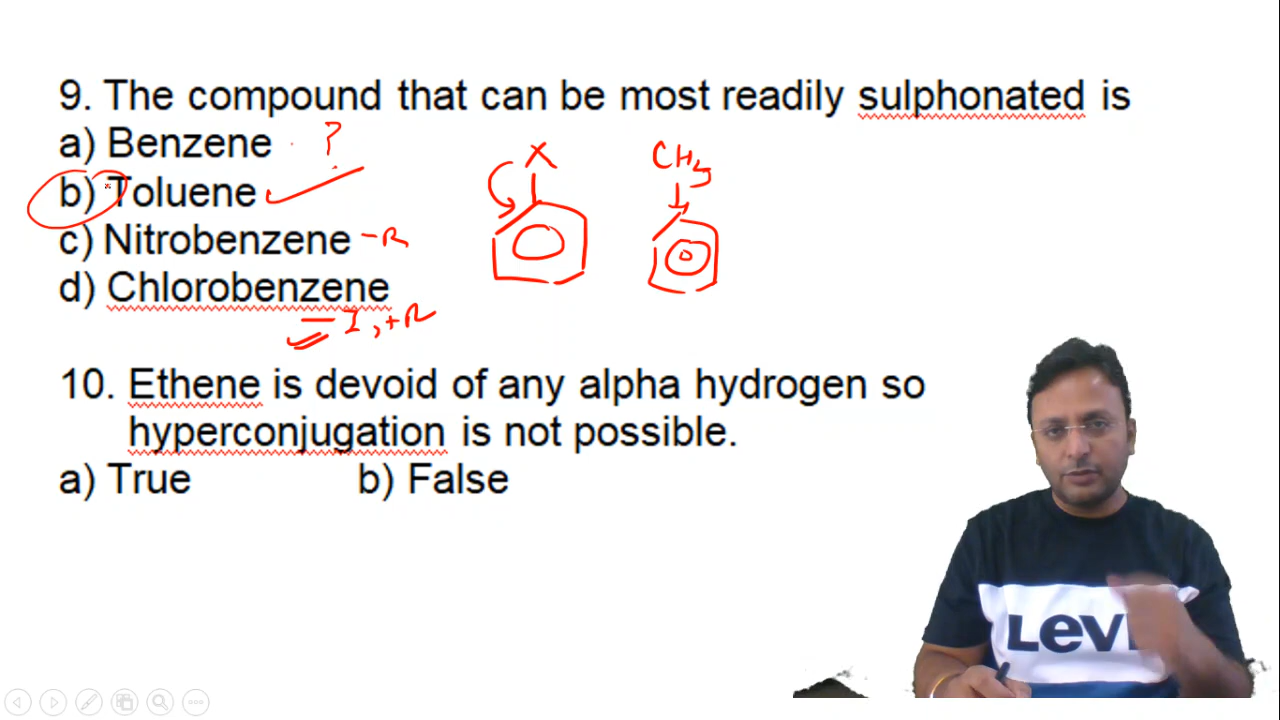 9. The compound that can be most readily sulphonated is
a) Benzene ?
b) Toluene
c) Nitrobenzene -R
d) Chlorobenzene
- I, +R
X
CH3
10. Ethene is devoid of any alpha hydrogen so
hyperconjugation is not possible.
a) True b) False
Levi